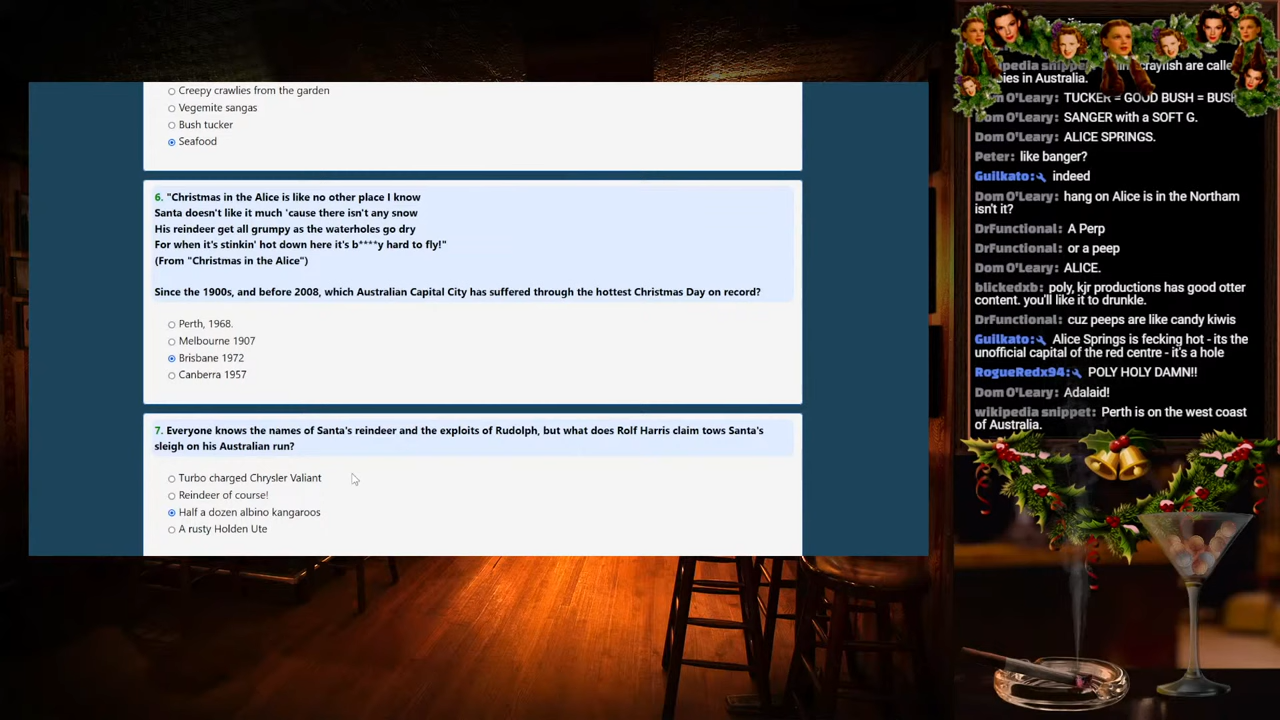 Creepy crawlies from the garden
Vegemite sangas
Bush tucker
Seafood
6. "Christmas in the Alice is like no other place I know
Santa doesn't like it much 'cause there isn't any snow
His reindeer get all grumpy as the waterholes go dry
For when it's stinkin' hot down here it's b****y hard to fly!"
(From "Christmas in the Alice")
Since the 1900s, and before 2008, which Australian Capital City has suffered through the hottest Christmas Day on record?
Perth, 1968.
Melbourne 1907
Brisbane 1972
Canberra 1957
7. Everyone knows the names of Santa's reindeer and the exploits of Rudolph, but what does Rolf Harris claim tows Santa's
sleigh on his Australian run?
Turbo charged Chrysler Valiant
Reindeer of course!
Half a dozen albino kangaroos
A rusty Holden Ute
crayfish are calle
in Australia.
Dom O'Leary: TUCKER = GOOD BUSH = BUSH
Dom O'Leary: SANGER with a SOFT G.
Dom O'Leary: ALICE SPRINGS.
Peter: like banger?
Guilkato: indeed
Dom O'Leary: hang on Alice is in the Northam
isn't it?
DrFunctional: A Perp
DrFunctional: or a peep
Dom O'Leary: ALICE.
blickedxb: poly, kjr productions has good otter
content. you'll like it to drunkle.
DrFunctional: cuz peeps are like candy kiwis
Guilkato: Alice Springs is fecking hot - its the
unofficial capital of the red centre - it's a hole
RogueRedx94: POLY HOLY DAMN!!
Dom O'Leary: Adalaid!
wikipedia snippet: Perth is on the west coast
of Australia.